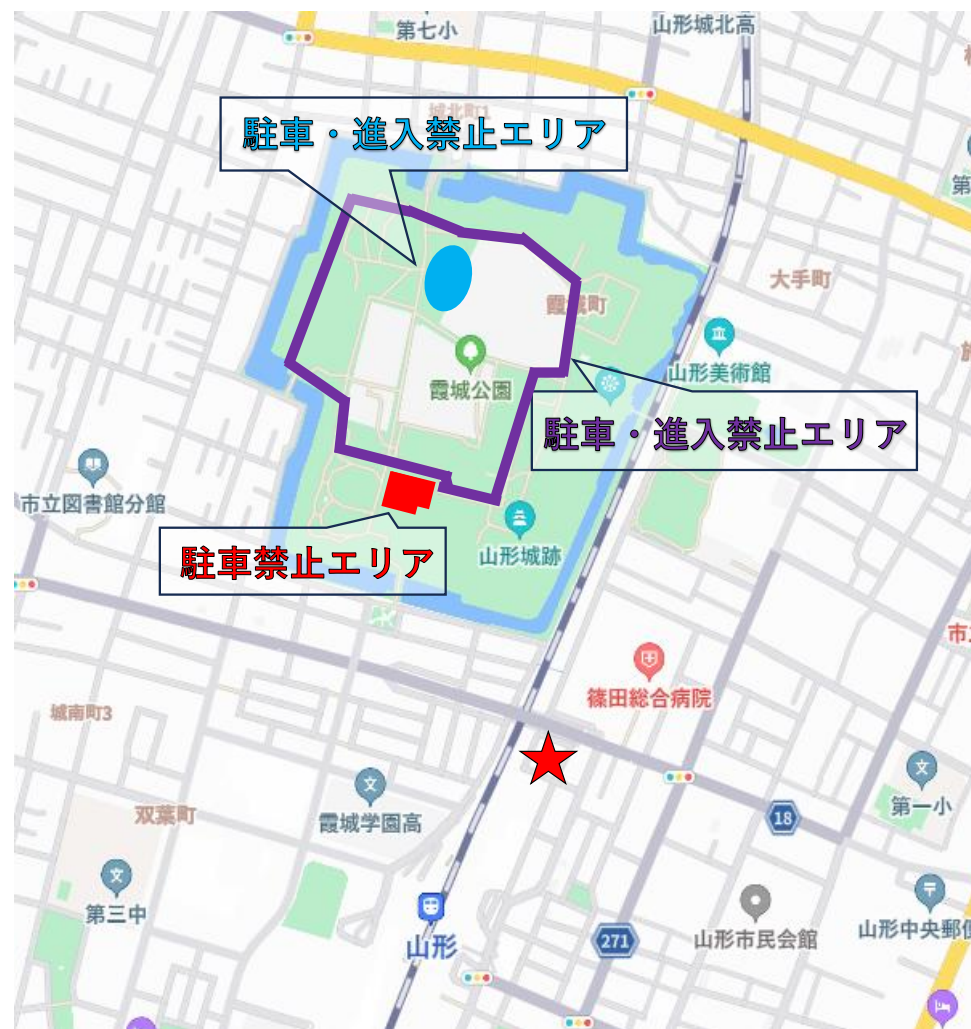 第七小
山形城北高
城北町1
駐車・進入禁止エリア
第
大手町
霞城町
山形美術館
霞城公園
駐車・進入禁止エリア
市立図書館分館
山形城跡
駐車禁止エリア
市立
篠田総合病院
城南町3
18
第一小
双葉町
霞城学園高
第三中
山形
271
山形市民会館
山形中央郵便